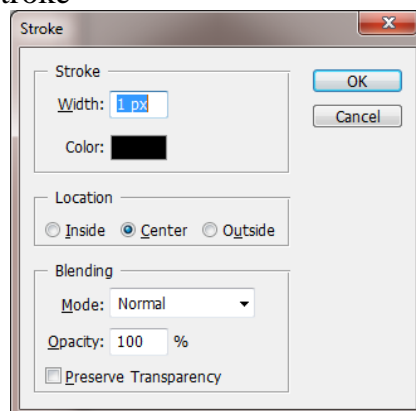 troke
Stroke
Stroke
Width: 1 px
Color:
OK
Cancel
Location
Inside Center Outside
Blending
Mode: Normal
Opacity: 100 %
Preserve Transparency